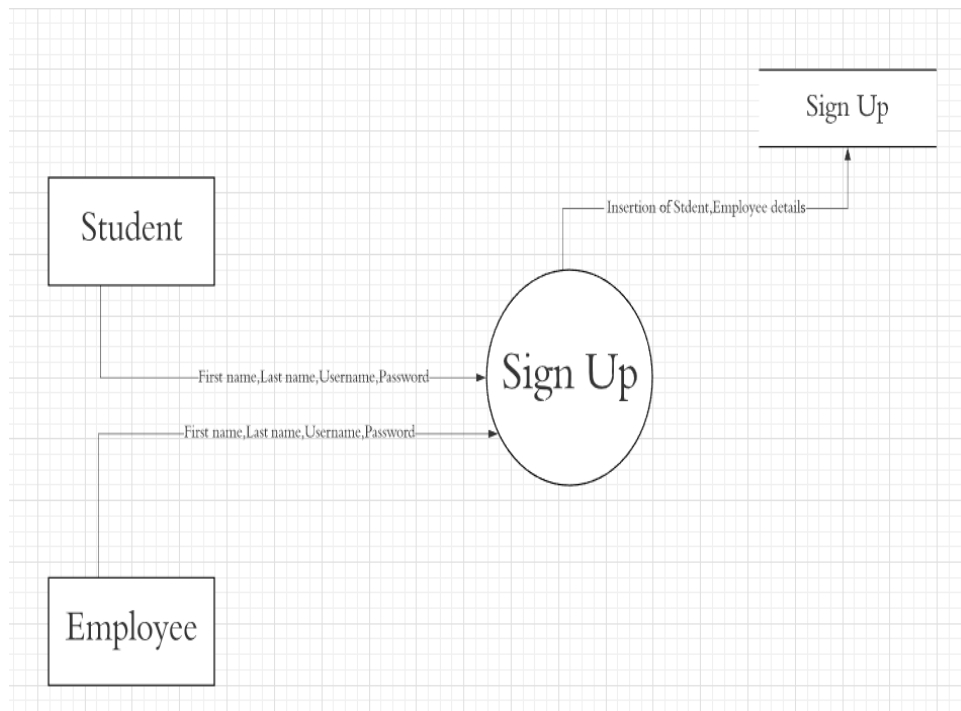 Sign Up
Student
Insertion of Stdent,Employee details
Sign Up
First name,Last name,Username,Password
First name,Last name,Username,Password
Employee